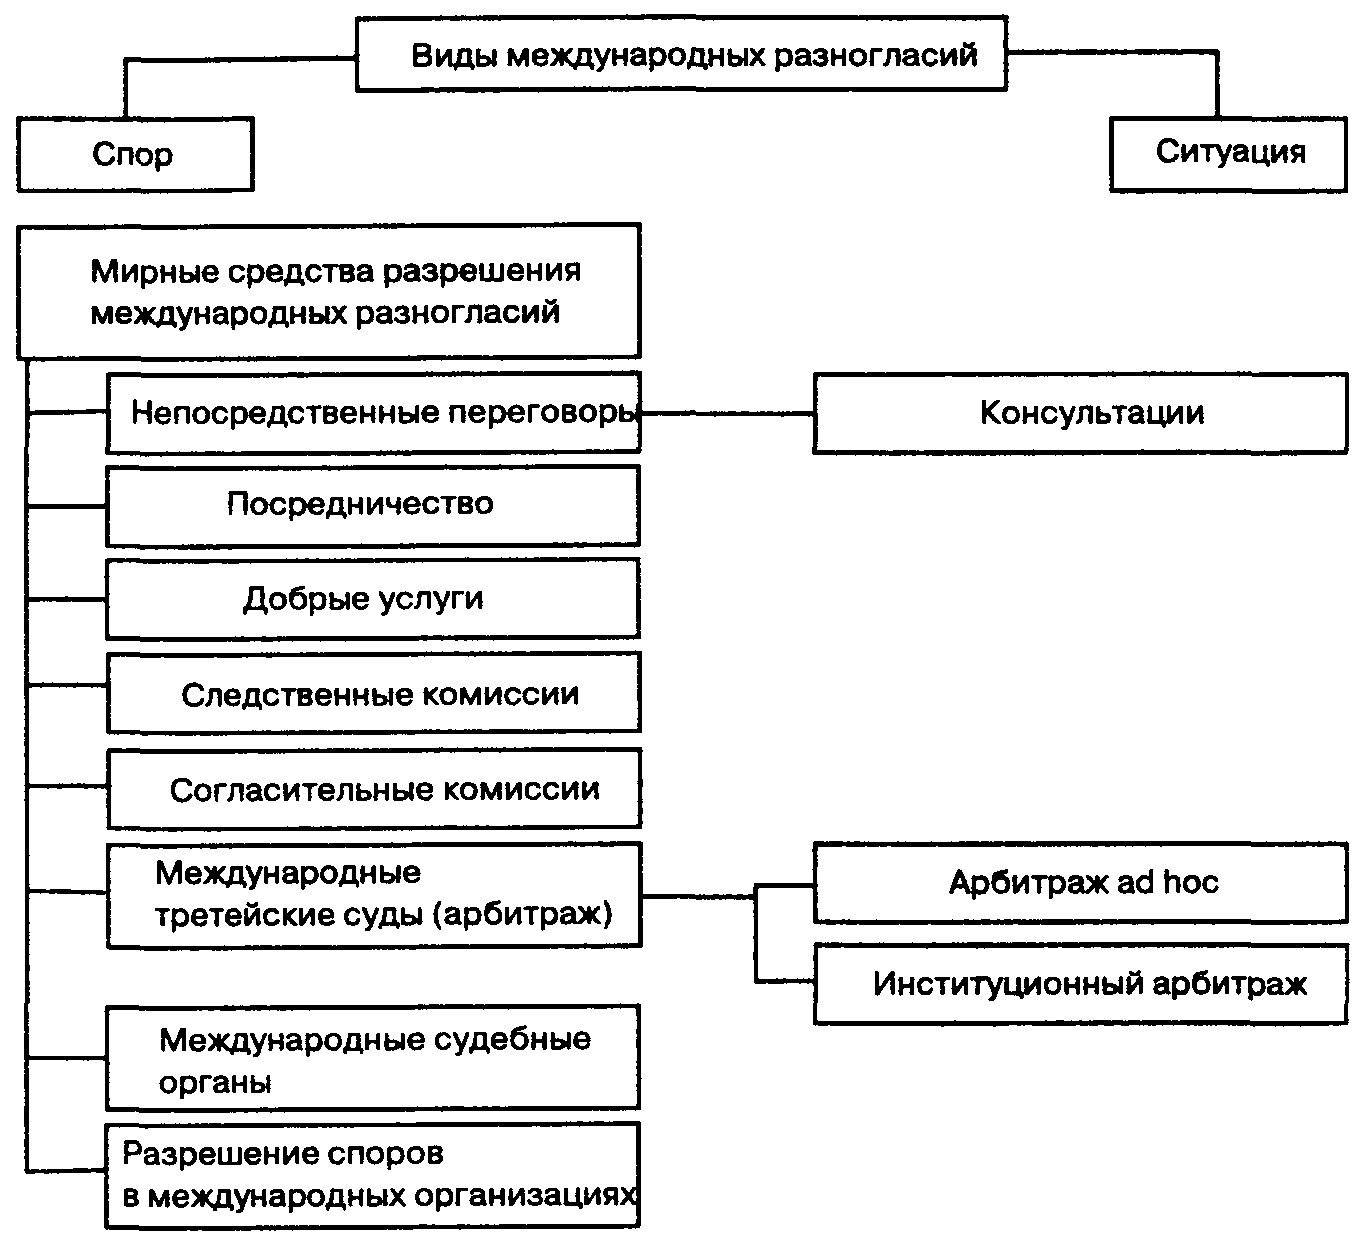 Виды международных разногласий
Спор
Ситуация
Мирные средства разрешения
международных разногласий
Непосредственные переговоры
Консультации
Посредничество
Добрые услуги
Следственные комиссии
Согласительные комиссии
Международные
третейские суды (арбитраж)
Арбитраж ad hoc
Институционный арбитраж
Международные судебные
органы
Разрешение споров
в международных организациях